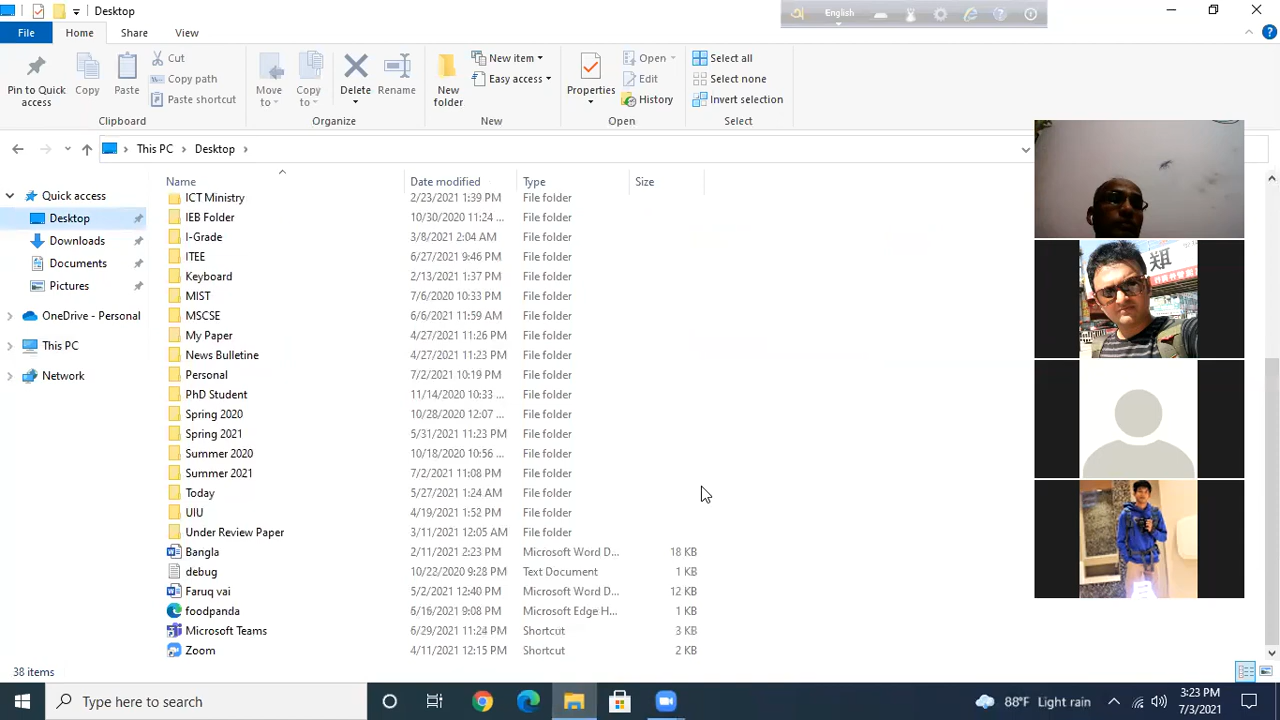 Desktop
English
File Home Share View
Pin to Quick access
Copy
Paste
Cut
Copy path
Paste shortcut
Clipboard
Move to
Copy to
Delete
Rename
Organize
New folder
New item
Easy access
New
Properties
Open
Edit
History
Open
Select all
Select none
Invert selection
Select
This PC Desktop
Quick access
Desktop
Downloads
Documents
Pictures
OneDrive - Personal
This PC
Network
Name Date modified Type Size
ICT Ministry 2/23/2021 1:39 PM File folder
IEB Folder 10/30/2020 11:24 ... File folder
I-Grade 3/8/2021 2:04 AM File folder
ITEE 6/27/2021 9:46 PM File folder
Keyboard 2/13/2021 1:37 PM File folder
MIST 7/6/2020 10:33 PM File folder
MSCSE 6/6/2021 11:59 AM File folder
My Paper 4/27/2021 11:26 PM File folder
News Bulletine 4/27/2021 11:23 PM File folder
Personal 7/2/2021 10:19 PM File folder
PhD Student 11/14/2020 10:33 ... File folder
Spring 2020 10/28/2020 12:07 ... File folder
Spring 2021 5/31/2021 11:23 PM File folder
Summer 2020 10/18/2020 10:56 ... File folder
Summer 2021 7/2/2021 11:08 PM File folder
Today 5/27/2021 1:24 AM File folder
UIU 4/19/2021 1:52 PM File folder
Under Review Paper 3/11/2021 12:05 AM File folder
Bangla 2/11/2021 2:23 PM Microsoft Word D... 18 KB
debug 10/22/2020 9:28 PM Text Document 1 KB
Faruq vai 5/2/2021 12:40 PM Microsoft Word D... 12 KB
foodpanda 6/16/2021 9:08 PM Microsoft Edge H... 1 KB
Microsoft Teams 6/29/2021 11:24 PM Shortcut 3 KB
Zoom 4/11/2021 12:15 PM Shortcut 2 KB
38 items
Type here to search
88°F Light rain
3:23 PM
7/3/2021